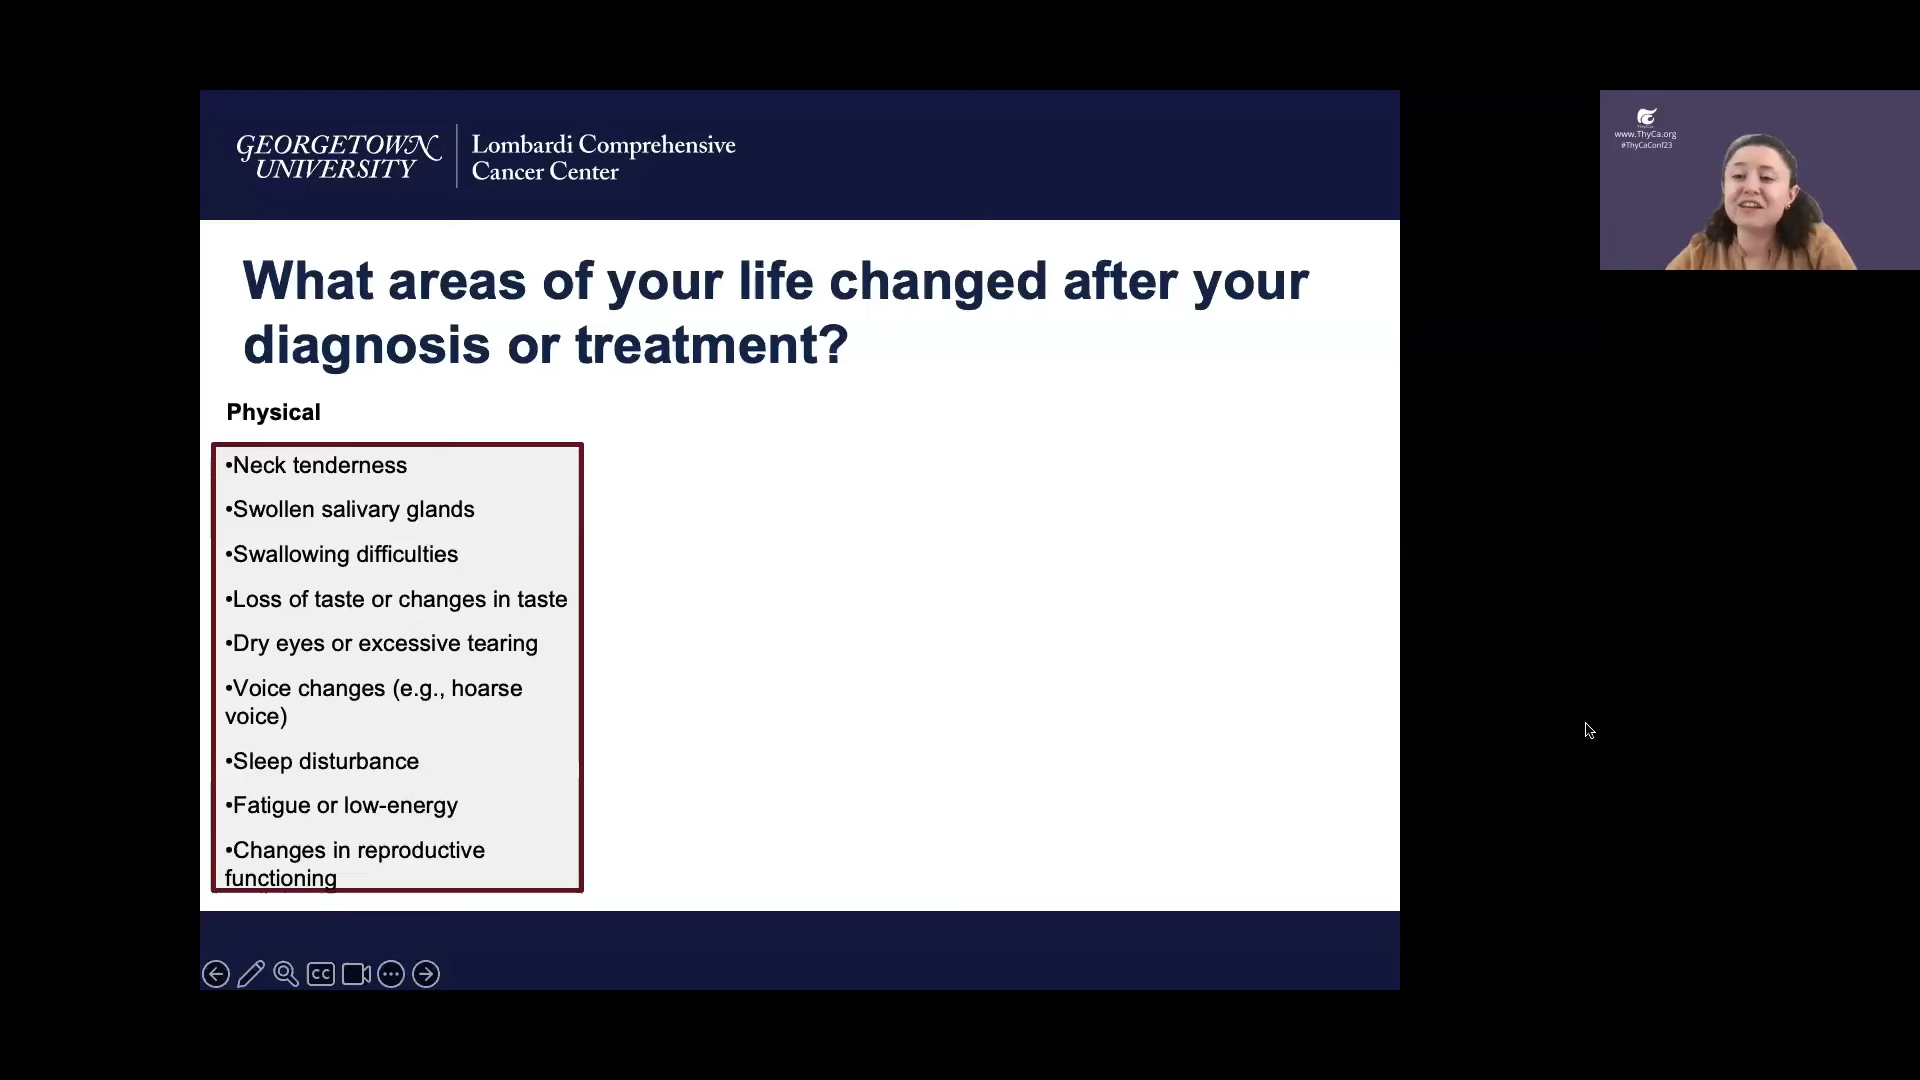 GEORGETOWN
UNIVERSITY
Lombardi Comprehensive
Cancer Center
ThyCa
www.ThyCa.org
#ThyCaConf23
What areas of your life changed after your
diagnosis or treatment?
Physical
•Neck tenderness
•Swollen salivary glands
•Swallowing difficulties
•Loss of taste or changes in taste
•Dry eyes or excessive tearing
•Voice changes (e.g., hoarse
voice)
•Sleep disturbance
•Fatigue or low-energy
•Changes in reproductive
functioning
CC